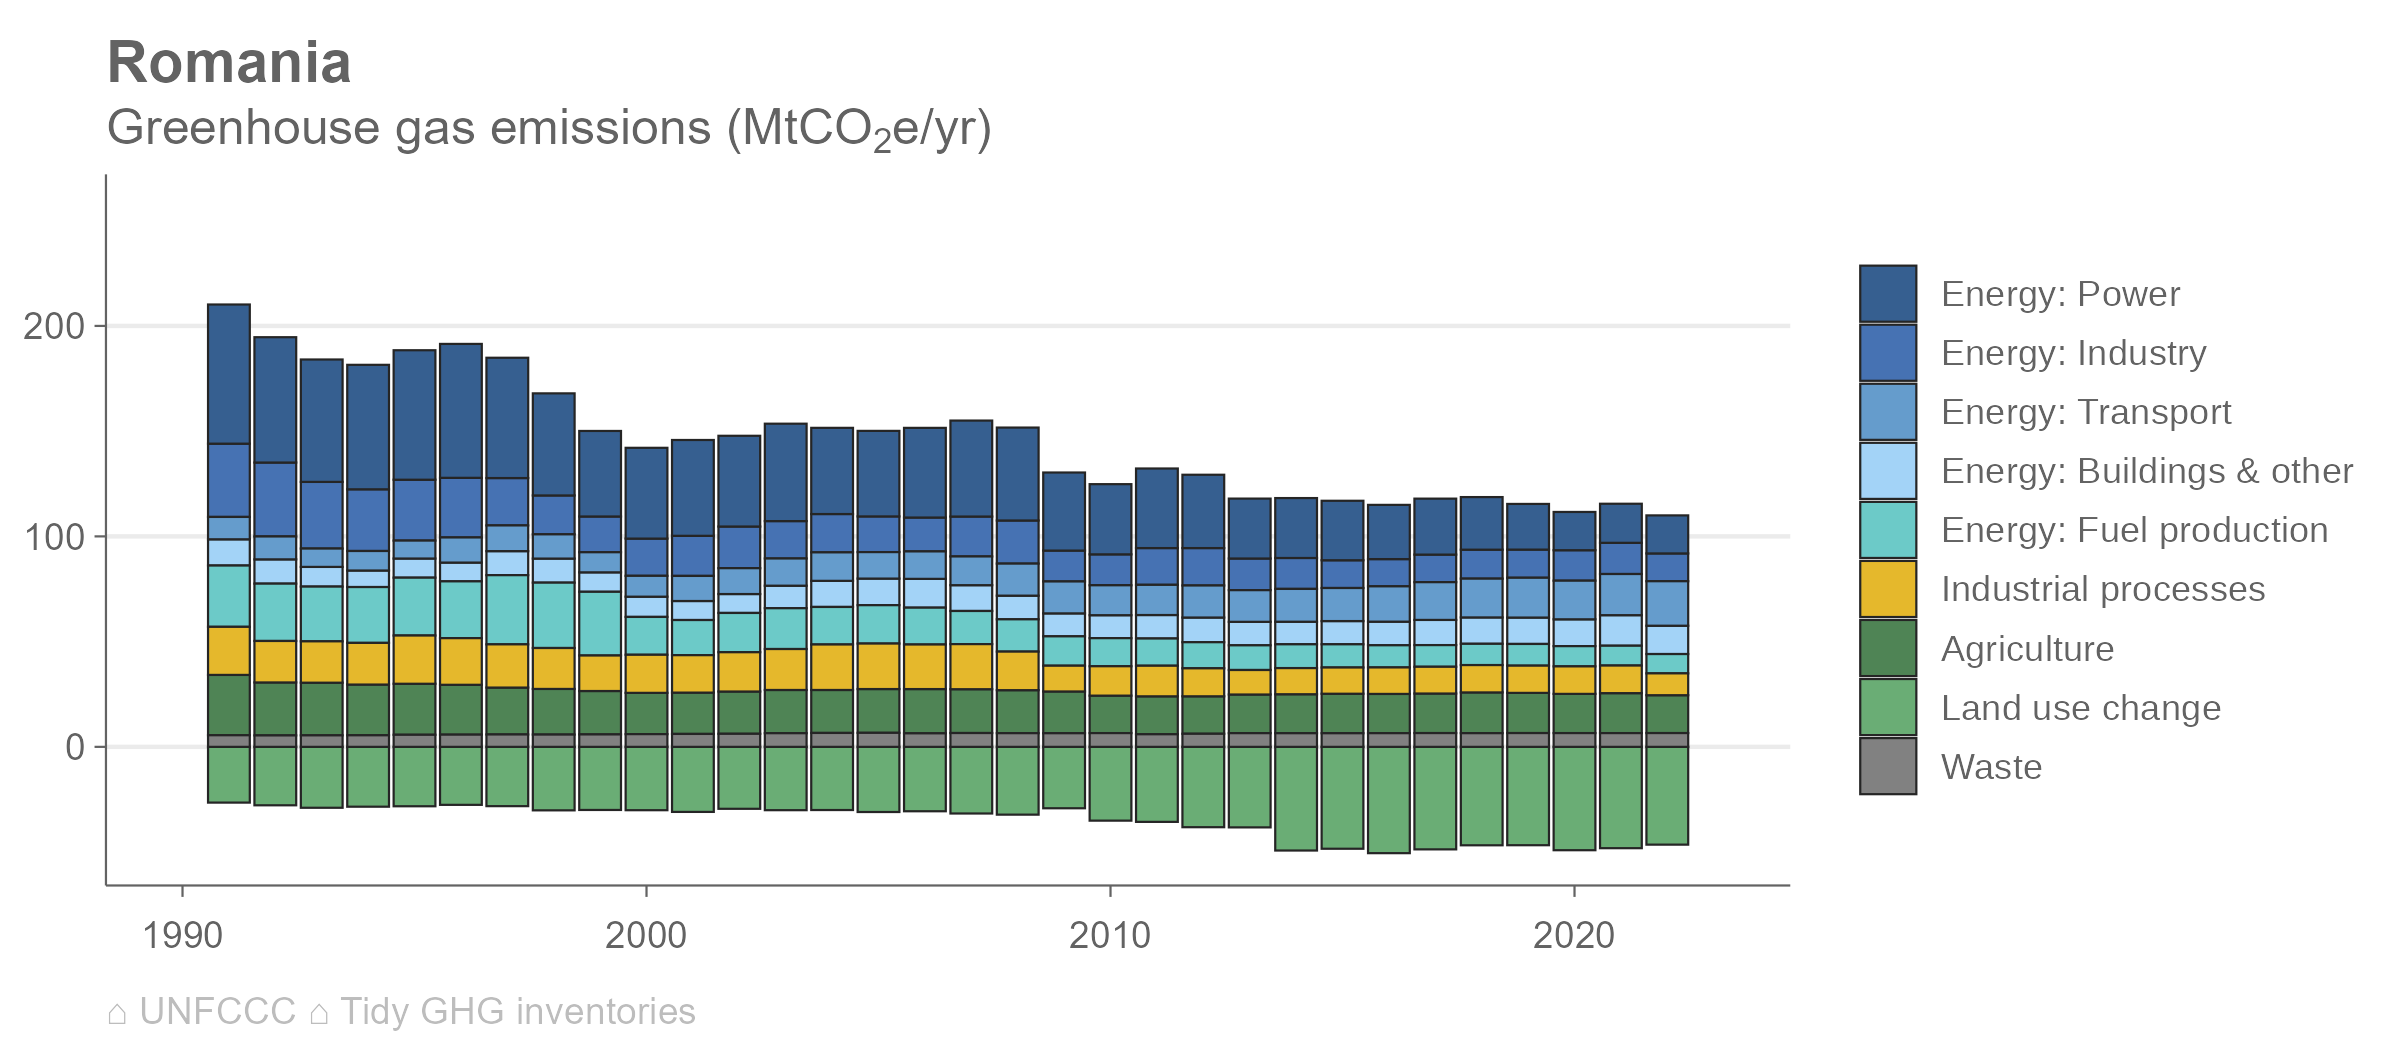 Romania
Greenhouse gas emissions (MtCO₂e/yr)
200
100
0
1990 2000 2010 2020
Energy: Power
Energy: Industry
Energy: Transport
Energy: Buildings & other
Energy: Fuel production
Industrial processes
Agriculture
Land use change
Waste
⌂ UNFCCC ⌂ Tidy GHG inventories